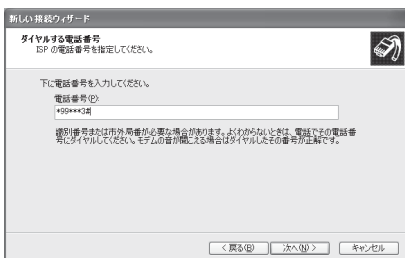 新しい接続ウィザード
ダイヤルする電話番号
ISP の電話番号を指定してください。
下に電話番号を入力してください。
電話番号(P):
*99***3#
識別番号または市外局番が必要な場合があります。よくわからないときは、電話でその電話番
号にダイヤルしてください。モデムの音が聞こえる場合はダイヤルしたその番号が正解です。
< 戻る(B)
次へ(N) >
キャンセル